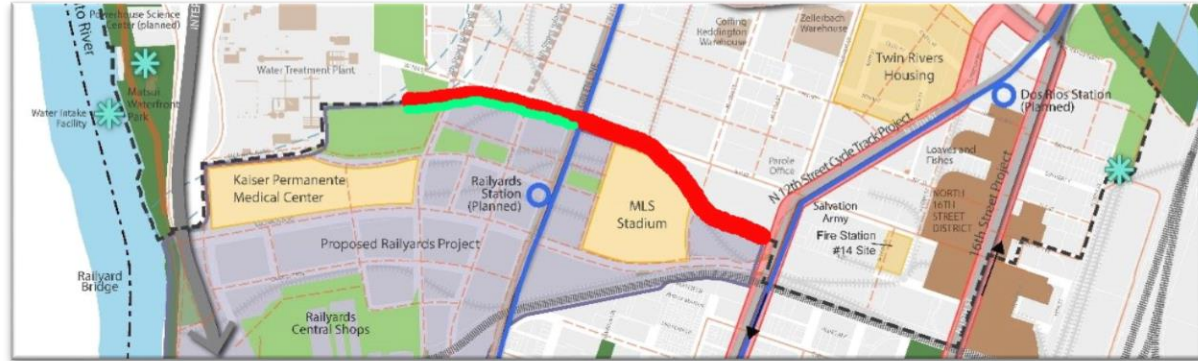 Powerhouse Science
Center (planned)
INTER
to River
Water Treatment Plant
Matsui
Waterfront
Park
Water Intake
Facility
Coffing
Reddington
Warehouse
Zellerbach
Warehouse
Twin Rivers
Housing
Dos Rios Station
(Planned)
Kaiser Permanente
Medical Center
Railyards
Station
(Planned)
Parole
Office
N 12th Street Cycle Track Project
Loaves and
Fishes
MLS
Stadium
Salvation
Army
NORTH
16TH
STREET
DISTRICT
16th Street Project
Fire Station
#14 Site
Proposed Railyards Project
Railyard
Bridge
Railyards
Central Shops